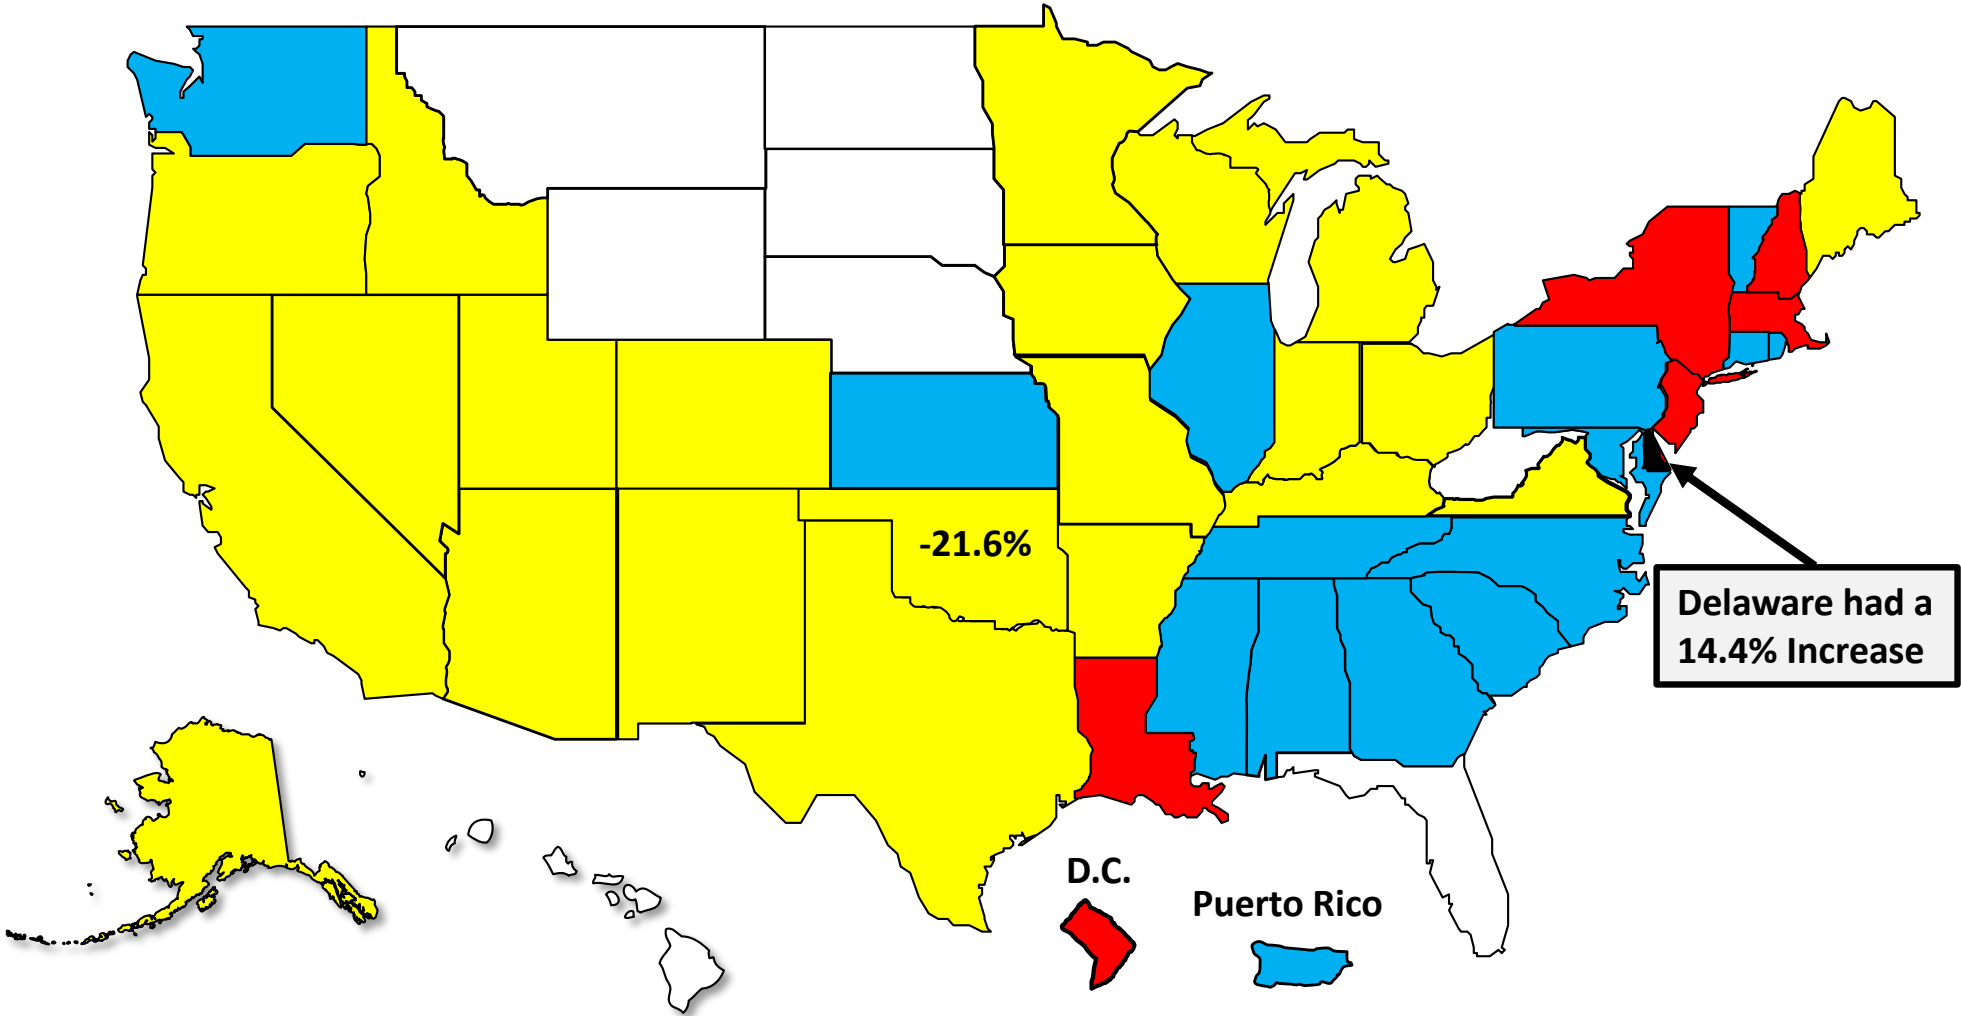 -21.6%
Delaware had a
14.4% Increase
D.C.
Puerto Rico